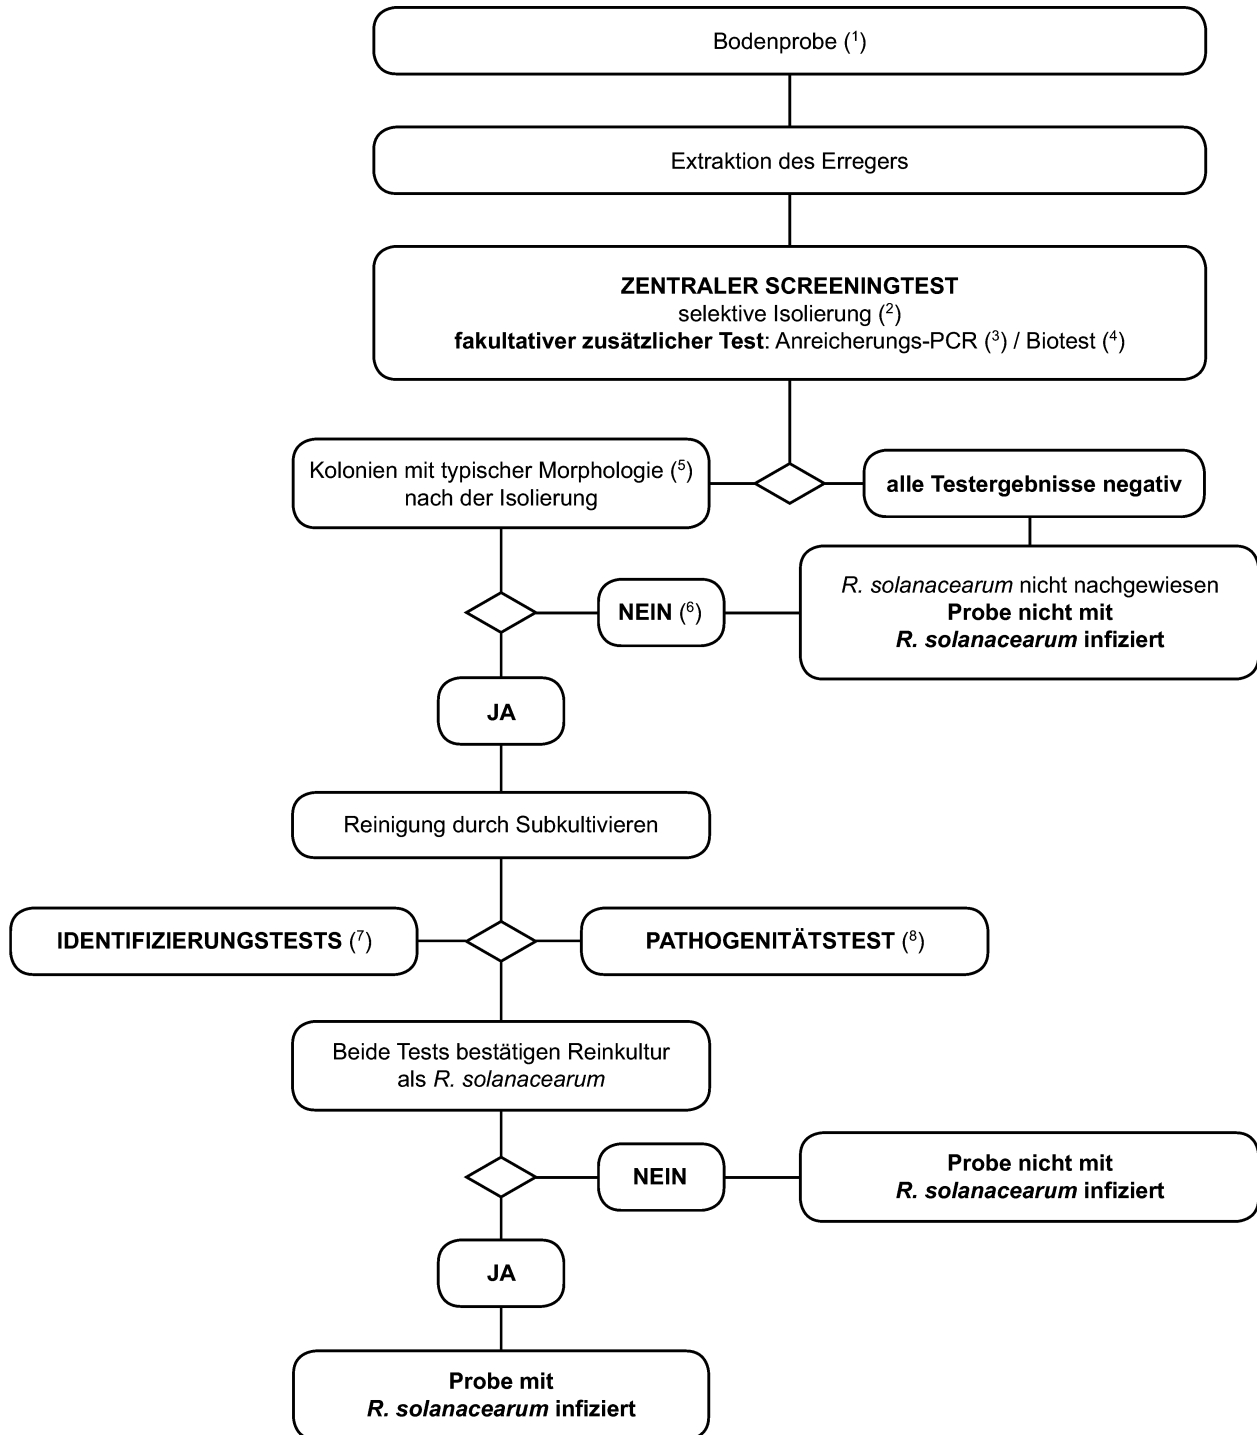 Bodenprobe (¹)
Extraktion des Erregers
ZENTRALER SCREENINGTEST
selektive Isolierung (²)
fakultativer zusätzlicher Test: Anreicherungs-PCR (³) / Biotest (⁴)
Kolonien mit typischer Morphologie (⁵)
nach der Isolierung
alle Testergebnisse negativ
NEIN (⁶)
R. solanacearum nicht nachgewiesen
Probe nicht mit
R. solanacearum infiziert
JA
Reinigung durch Subkultivieren
IDENTIFIZIERUNGSTESTS (⁷)
PATHOGENITÄTSTEST (⁸)
Beide Tests bestätigen Reinkultur
als R. solanacearum
NEIN
Probe nicht mit
R. solanacearum infiziert
JA
Probe mit
R. solanacearum infiziert